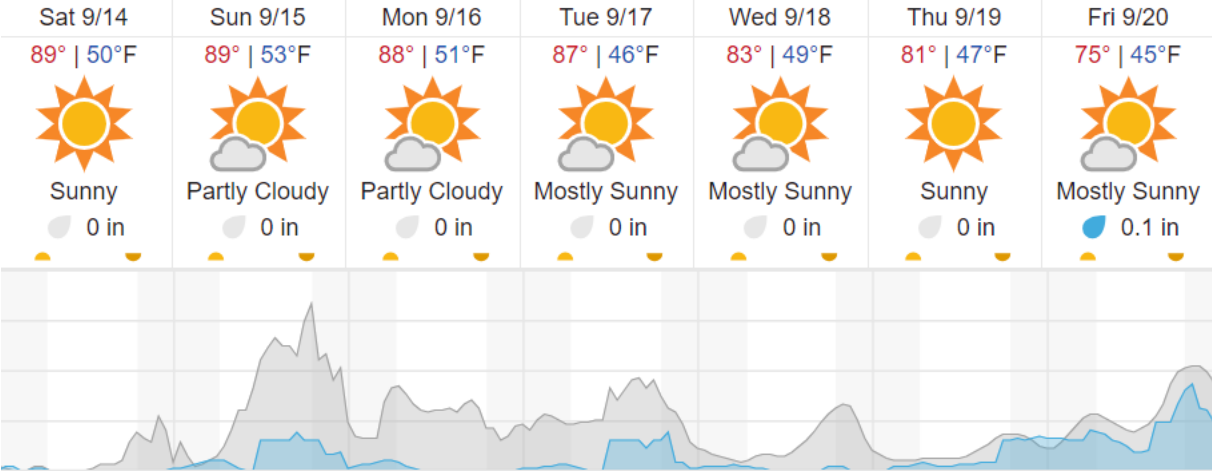 Sat 9/14 Sun 9/15 Mon 9/16 Tue 9/17 Wed 9/18 Thu 9/19 Fri 9/20
89° | 50°F 89° | 53°F 88° | 51°F 87° | 46°F 83° | 49°F 81° | 47°F 75° | 45°F
Sunny Partly Cloudy Partly Cloudy Mostly Sunny Mostly Sunny Sunny Mostly Sunny
0 in 0 in 0 in 0 in 0 in 0 in 0.1 in